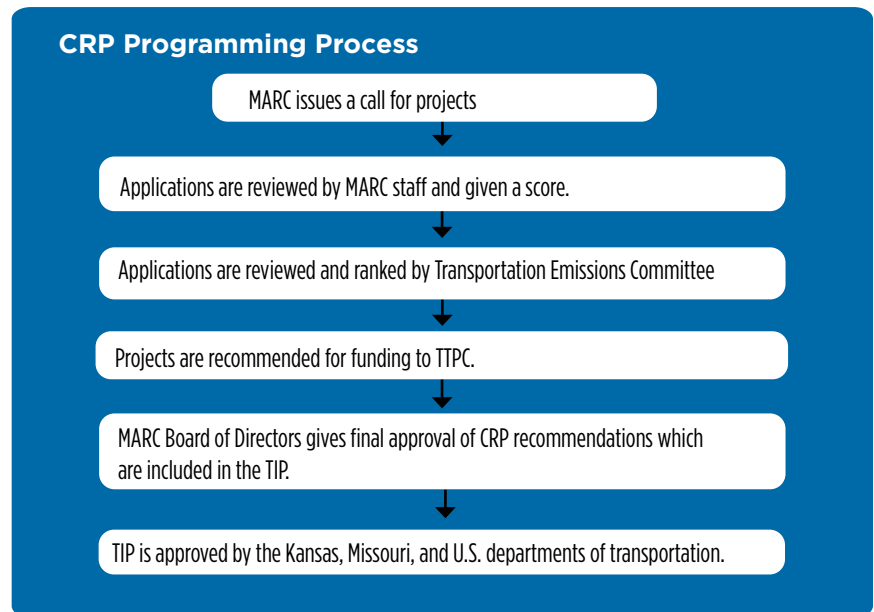 CRP Programming Process
MARC issues a call for projects
Applications are reviewed by MARC staff and given a score.
Applications are reviewed and ranked by Transportation Emissions Committee
Projects are recommended for funding to TTPC.
MARC Board of Directors gives final approval of CRP recommendations which
are included in the TIP.
TIP is approved by the Kansas, Missouri, and U.S. departments of transportation.